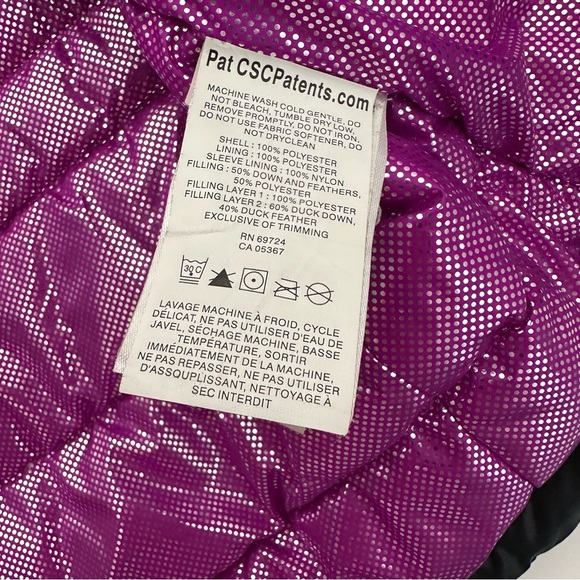 Pat CSCPatents.com
MACHINE WASH COLD GENTLE, DO
NOT BLEACH, TUMBLE DRY LOW,
REMOVE PROMPTLY, DO NOT IRON,
DO NOT USE FABRIC SOFTENER, DO
NOT DRYCLEAN
SHELL : 100% POLYESTER
LINING : 100% POLYESTER
SLEEVE LINING : 100% NYLON
FILLING : 50% DOWN AND FEATHERS,
50% POLYESTER
FILLING LAYER 1 : 100% POLYESTER
FILLING LAYER 2 : 60% DUCK DOWN,
40% DUCK FEATHER
EXCLUSIVE OF TRIMMING
RN 69724
CA 05367
30 C
LAVAGE MACHINE À FROID, CYCLE
DÉLICAT, NE PAS UTILISER D'EAU DE
JAVEL, SECHAGE MACHINE, BASSE
TEMPÉRATURE, SORTIR
IMMÉDIATEMENT DE LA MACHINE,
NE PAS REPASSER, NE PAS UTILISER
D'ASSOUPLISSANT, NETTOYAGE À
SEC INTERDIT